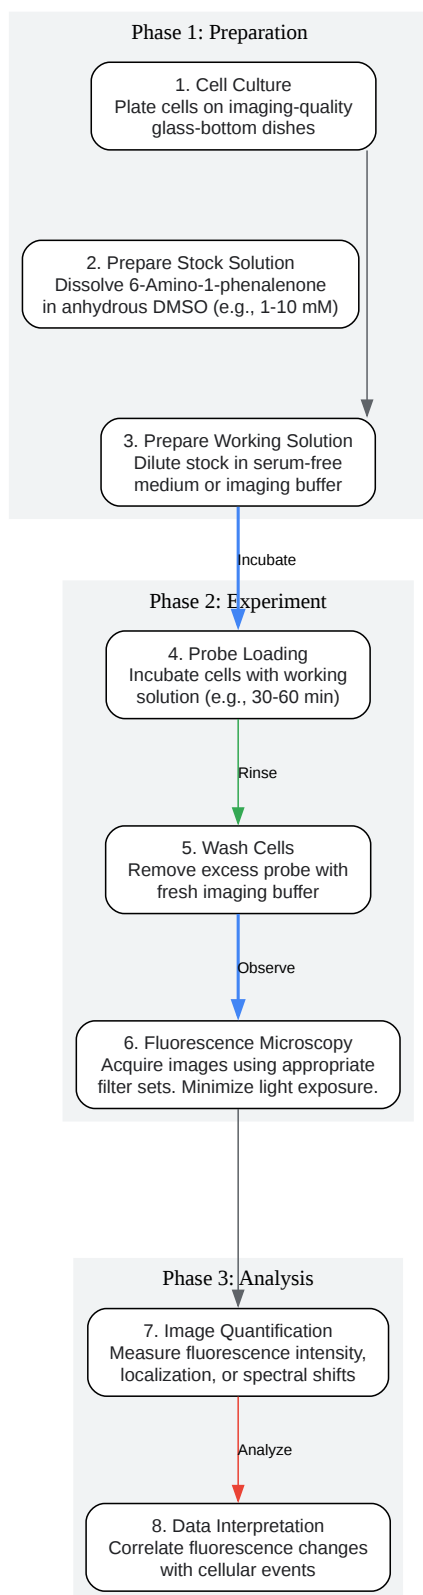 Phase 1: Preparation
1. Cell Culture
Plate cells on imaging-quality
glass-bottom dishes
2. Prepare Stock Solution
Dissolve 6-Amino-1-phenalenone
in anhydrous DMSO (e.g., 1-10 mM)
3. Prepare Working Solution
Dilute stock in serum-free
medium or imaging buffer
Incubate
Phase 2: Experiment
4. Probe Loading
Incubate cells with working
solution (e.g., 30-60 min)
Rinse
5. Wash Cells
Remove excess probe with
fresh imaging buffer
Observe
6. Fluorescence Microscopy
Acquire images using appropriate
filter sets. Minimize light exposure.
Phase 3: Analysis
7. Image Quantification
Measure fluorescence intensity,
localization, or spectral shifts
Analyze
8. Data Interpretation
Correlate fluorescence changes
with cellular events